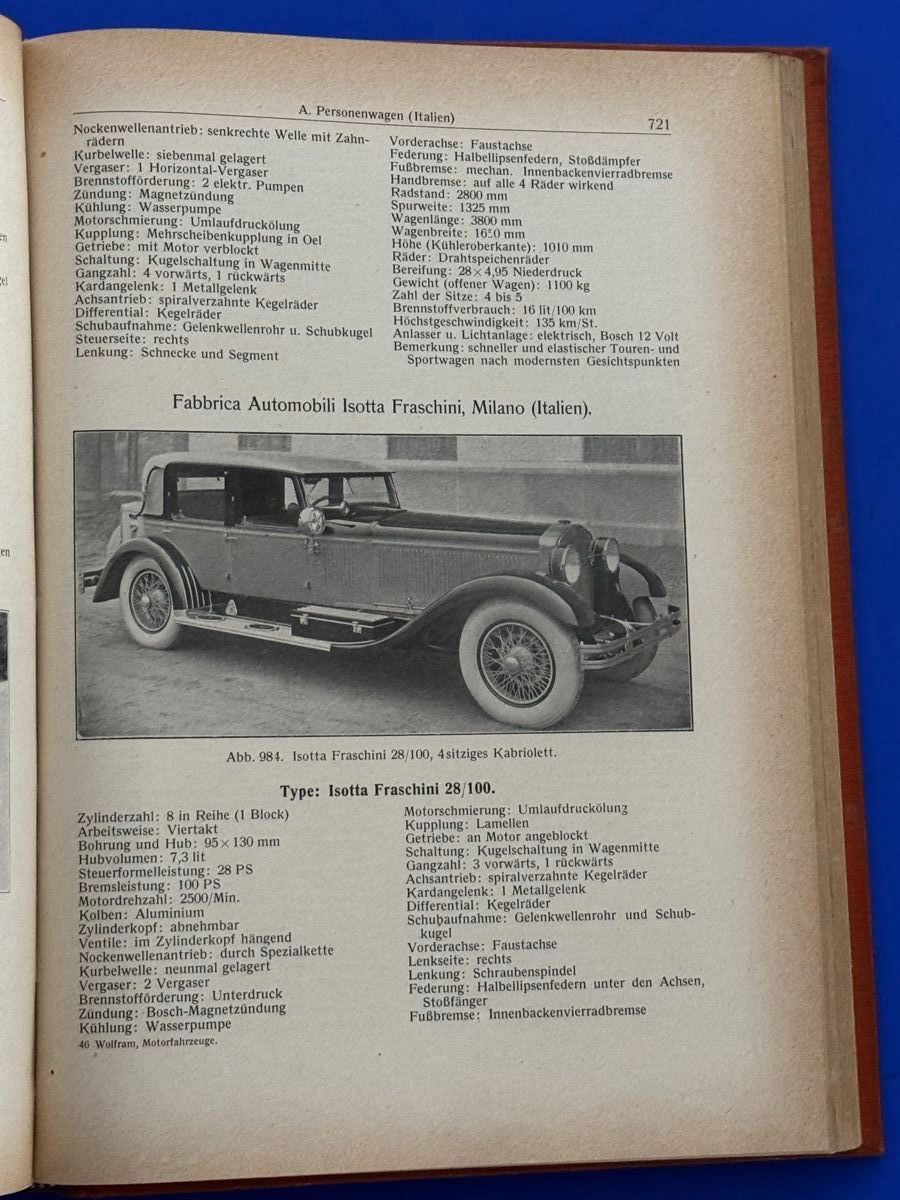 A. Personenwagen (Italien)
721
Nockenwellenantrieb: senkrechte Welle mit Zahn-
rädern
Kurbelwelle: siebenmal gelagert
Vergaser: 1 Horizontal-Vergaser
Brennstofförderung: 2 elektr. Pumpen
Zündung: Magnetzündung
Kühlung: Wasserpumpe
Motorschmierung: Umlaufdruckölung
Kupplung: Mehrscheibenkupplung in Oel
Getriebe: mit Motor verblockt
Schaltung: Kugelschaltung in Wagenmitte
Gangzahl: 4 vorwärts, 1 rückwärts
Kardangelenk: 1 Metallgelenk
Achsantrieb: spiralverzahnte Kegelräder
Differential: Kegelräder
Schubaufnahme: Gelenkwellenrohr u. Schubkugel
Steuerseite: rechts
Lenkung: Schnecke und Segment
Vorderachse: Faustachse
Federung: Halbellipsenfedern, Stoßdämpfer
Fußbremse: mechan. Innenbackenvierradbremse
Handbremse: auf alle 4 Räder wirkend
Radstand: 2800 mm
Spurweite: 1325 mm
Wagenlänge: 3800 mm
Wagenbreite: mm
Höhe (Kühleroberkante): 1010 mm
Räder: Drahtspeichenräder
Bereifung: 28×4,95 Niederdruck
Gewicht (offener Wagen): 1100 kg
Zahl der Sitze: 4 bis 5
Brennstoffverbrauch: 16 lit/100 km
Höchstgeschwindigkeit: 135 km/St.
Anlasser u. Lichtanlage: elektrisch, Bosch 12 Volt
Bemerkung: schneller und elastischer Touren- und
Sportwagen nach modernsten Gesichtspunkten
Fabbrica Automobili Isotta Fraschini, Milano (Italien).
Abb. 984. Isotta Fraschini 28/100, 4sitziges Kabriolett.
Type: Isotta Fraschini 28/100.
Zylinderzahl: 8 in Reihe (1 Block)
Arbeitsweise: Viertakt
Bohrung und Hub: 95×130 mm
Hubvolumen: 7,3 lit
Steuerformelleistung: 28 PS
Bremsleistung: 100 PS
Motordrehzahl: 2500/Min.
Kolben: Aluminium
Zylinderkopf: abnehmbar
Ventile: im Zylinderkopf hängend
Nockenwellenantrieb: durch Spezialkette
Kurbelwelle: neunmal gelagert
Vergaser: 2 Vergaser
Brennstofförderung: Unterdruck
Zündung: Bosch-Magnetzündung
Kühlung: Wasserpumpe
Motorschmierung: Umlaufdruckölung
Kupplung: Lamellen
Getriebe: an Motor angeblockt
Schaltung: Kugelschaltung in Wagenmitte
Gangzahl: 3 vorwärts, 1 rückwärts
Achsantrieb: spiralverzahnte Kegelräder
Kardangelenk: 1 Metallgelenk
Differential: Kegelräder
Schubaufnahme: Gelenkwellenrohr und Schub-
kugel
Vorderachse: Faustachse
Lenkseite: rechts
Lenkung: Schraubenspindel
Federung: Halbellipsenfedern unter den Achsen,
Stoßfänger
Fußbremse: Innenbackenvierradbremse
46 Wolfram, Motorfahrzeuge.